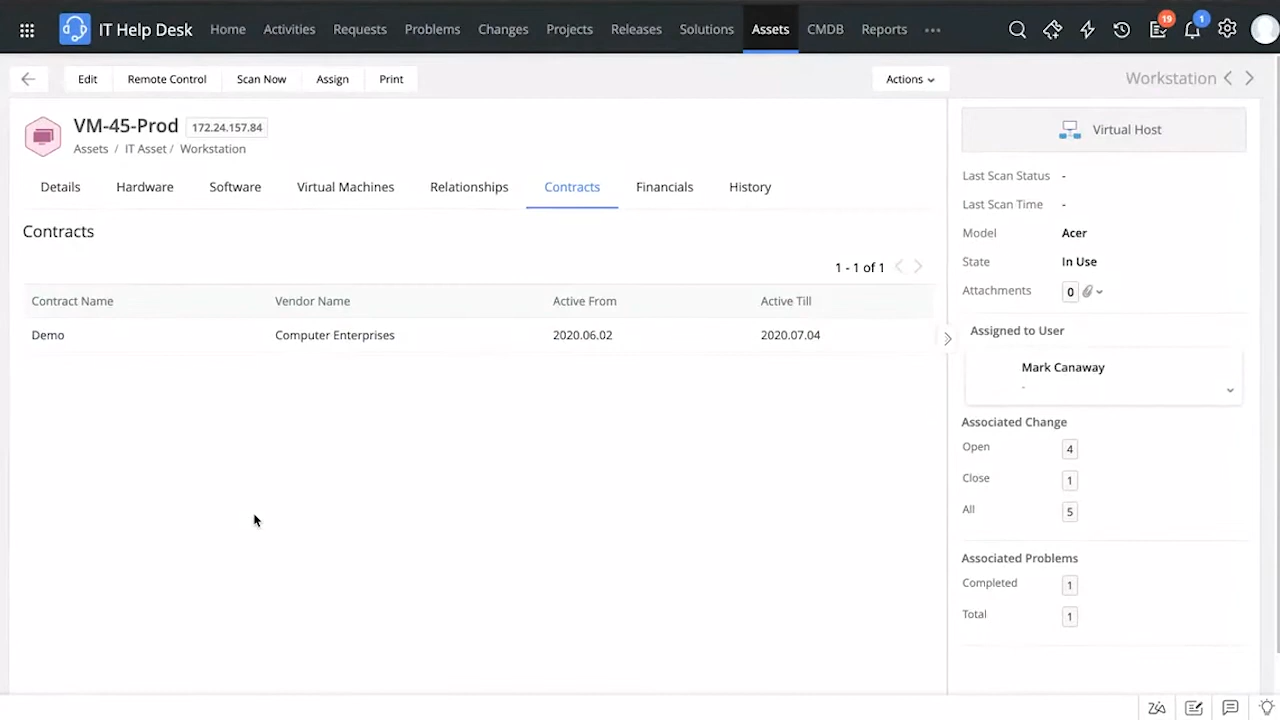 IT Help Desk Home Activities Requests Problems Changes Projects Releases Solutions Assets CMDB Reports 19 1
Edit Remote Control Scan Now Assign Print Actions Workstation
VM-45-Prod 172.24.157.84
Assets / IT Asset / Workstation
Details Hardware Software Virtual Machines Relationships Contracts Financials History
Contracts
1 - 1 of 1
Contract Name Vendor Name Active From Active Till
Demo Computer Enterprises 2020.06.02 2020.07.04
Virtual Host
Last Scan Status -
Last Scan Time -
Model Acer
State In Use
Attachments 0
Assigned to User
Mark Canaway
-
Associated Change
Open 4
Close 1
All 5
Associated Problems
Completed 1
Total 1